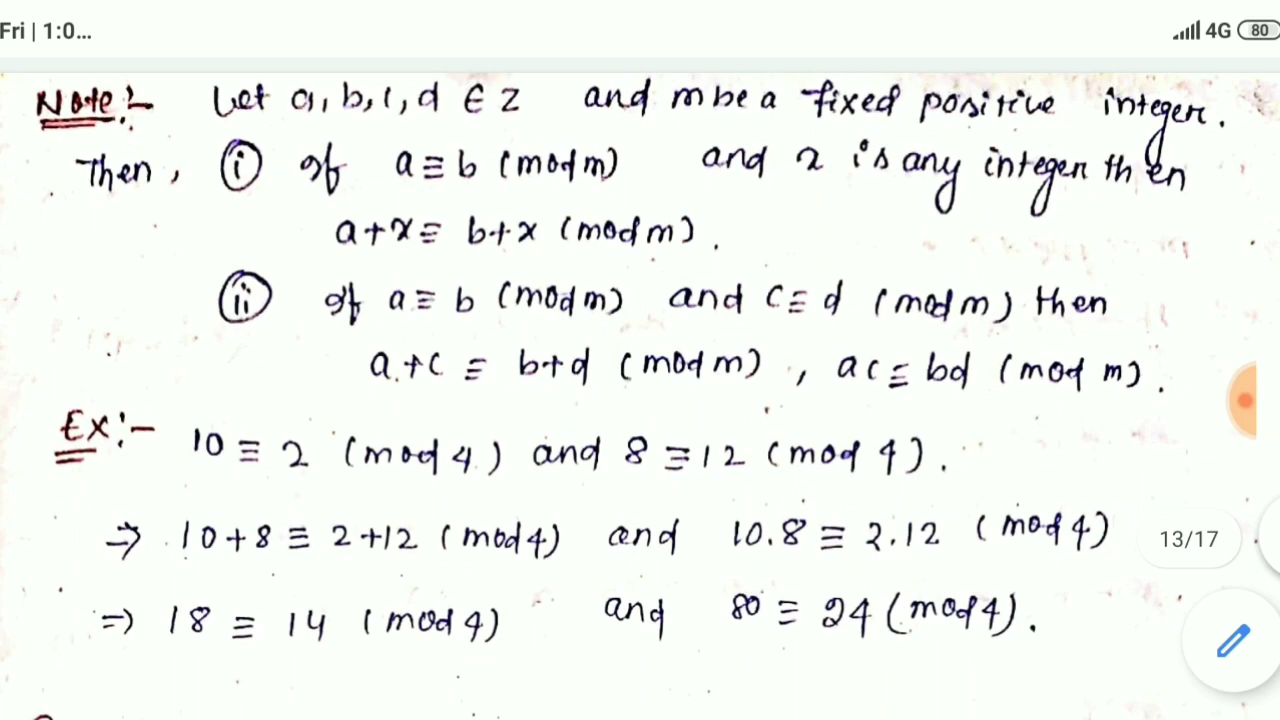 Fri | 1:0...
4G 80
Note:- Let a, b, c, d ∈ Z and m be a fixed positive integer.
Then, (i) If a ≡ b (mod m) and x is any integer then
a+x ≡ b+x (mod m).
(ii) If a ≡ b (mod m) and c ≡ d (mod m) then
a+c ≡ b+d (mod m), ac ≡ bd (mod m).
Ex:-
10 ≡ 2 (mod 4) and 8 ≡ 12 (mod 4).
⇒ 10+8 ≡ 2+12 (mod 4) and 10.8 ≡ 2.12 (mod 4)
13/17
⇒ 18 ≡ 14 (mod 4) and 80 ≡ 24 (mod 4).